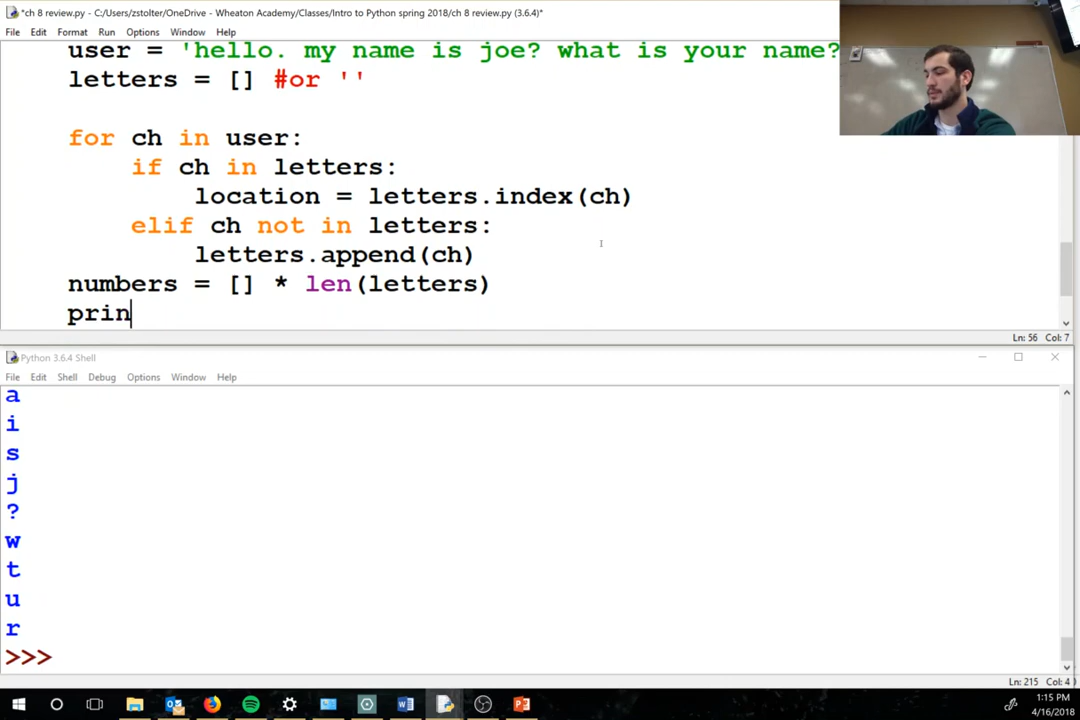 *ch 8 review.py - C:/Users/zstolter/OneDrive - Wheaton Academy/Classes/Intro to Python spring 2018/ch 8 review.py (3.6.4)*
File Edit Format Run Options Window Help
user = 'hello. my name is joe? what is your name?
letters = [] #or ''
for ch in user:
if ch in letters:
location = letters.index(ch)
elif ch not in letters:
letters.append(ch)
numbers = [] * len(letters)
prin
Ln: 56 Col: 7
Python 3.6.4 Shell
File Edit Shell Debug Options Window Help
a
i
s
j
?
w
t
u
r
>>>
Ln: 215 Col: 4
1:15 PM
4/16/2018